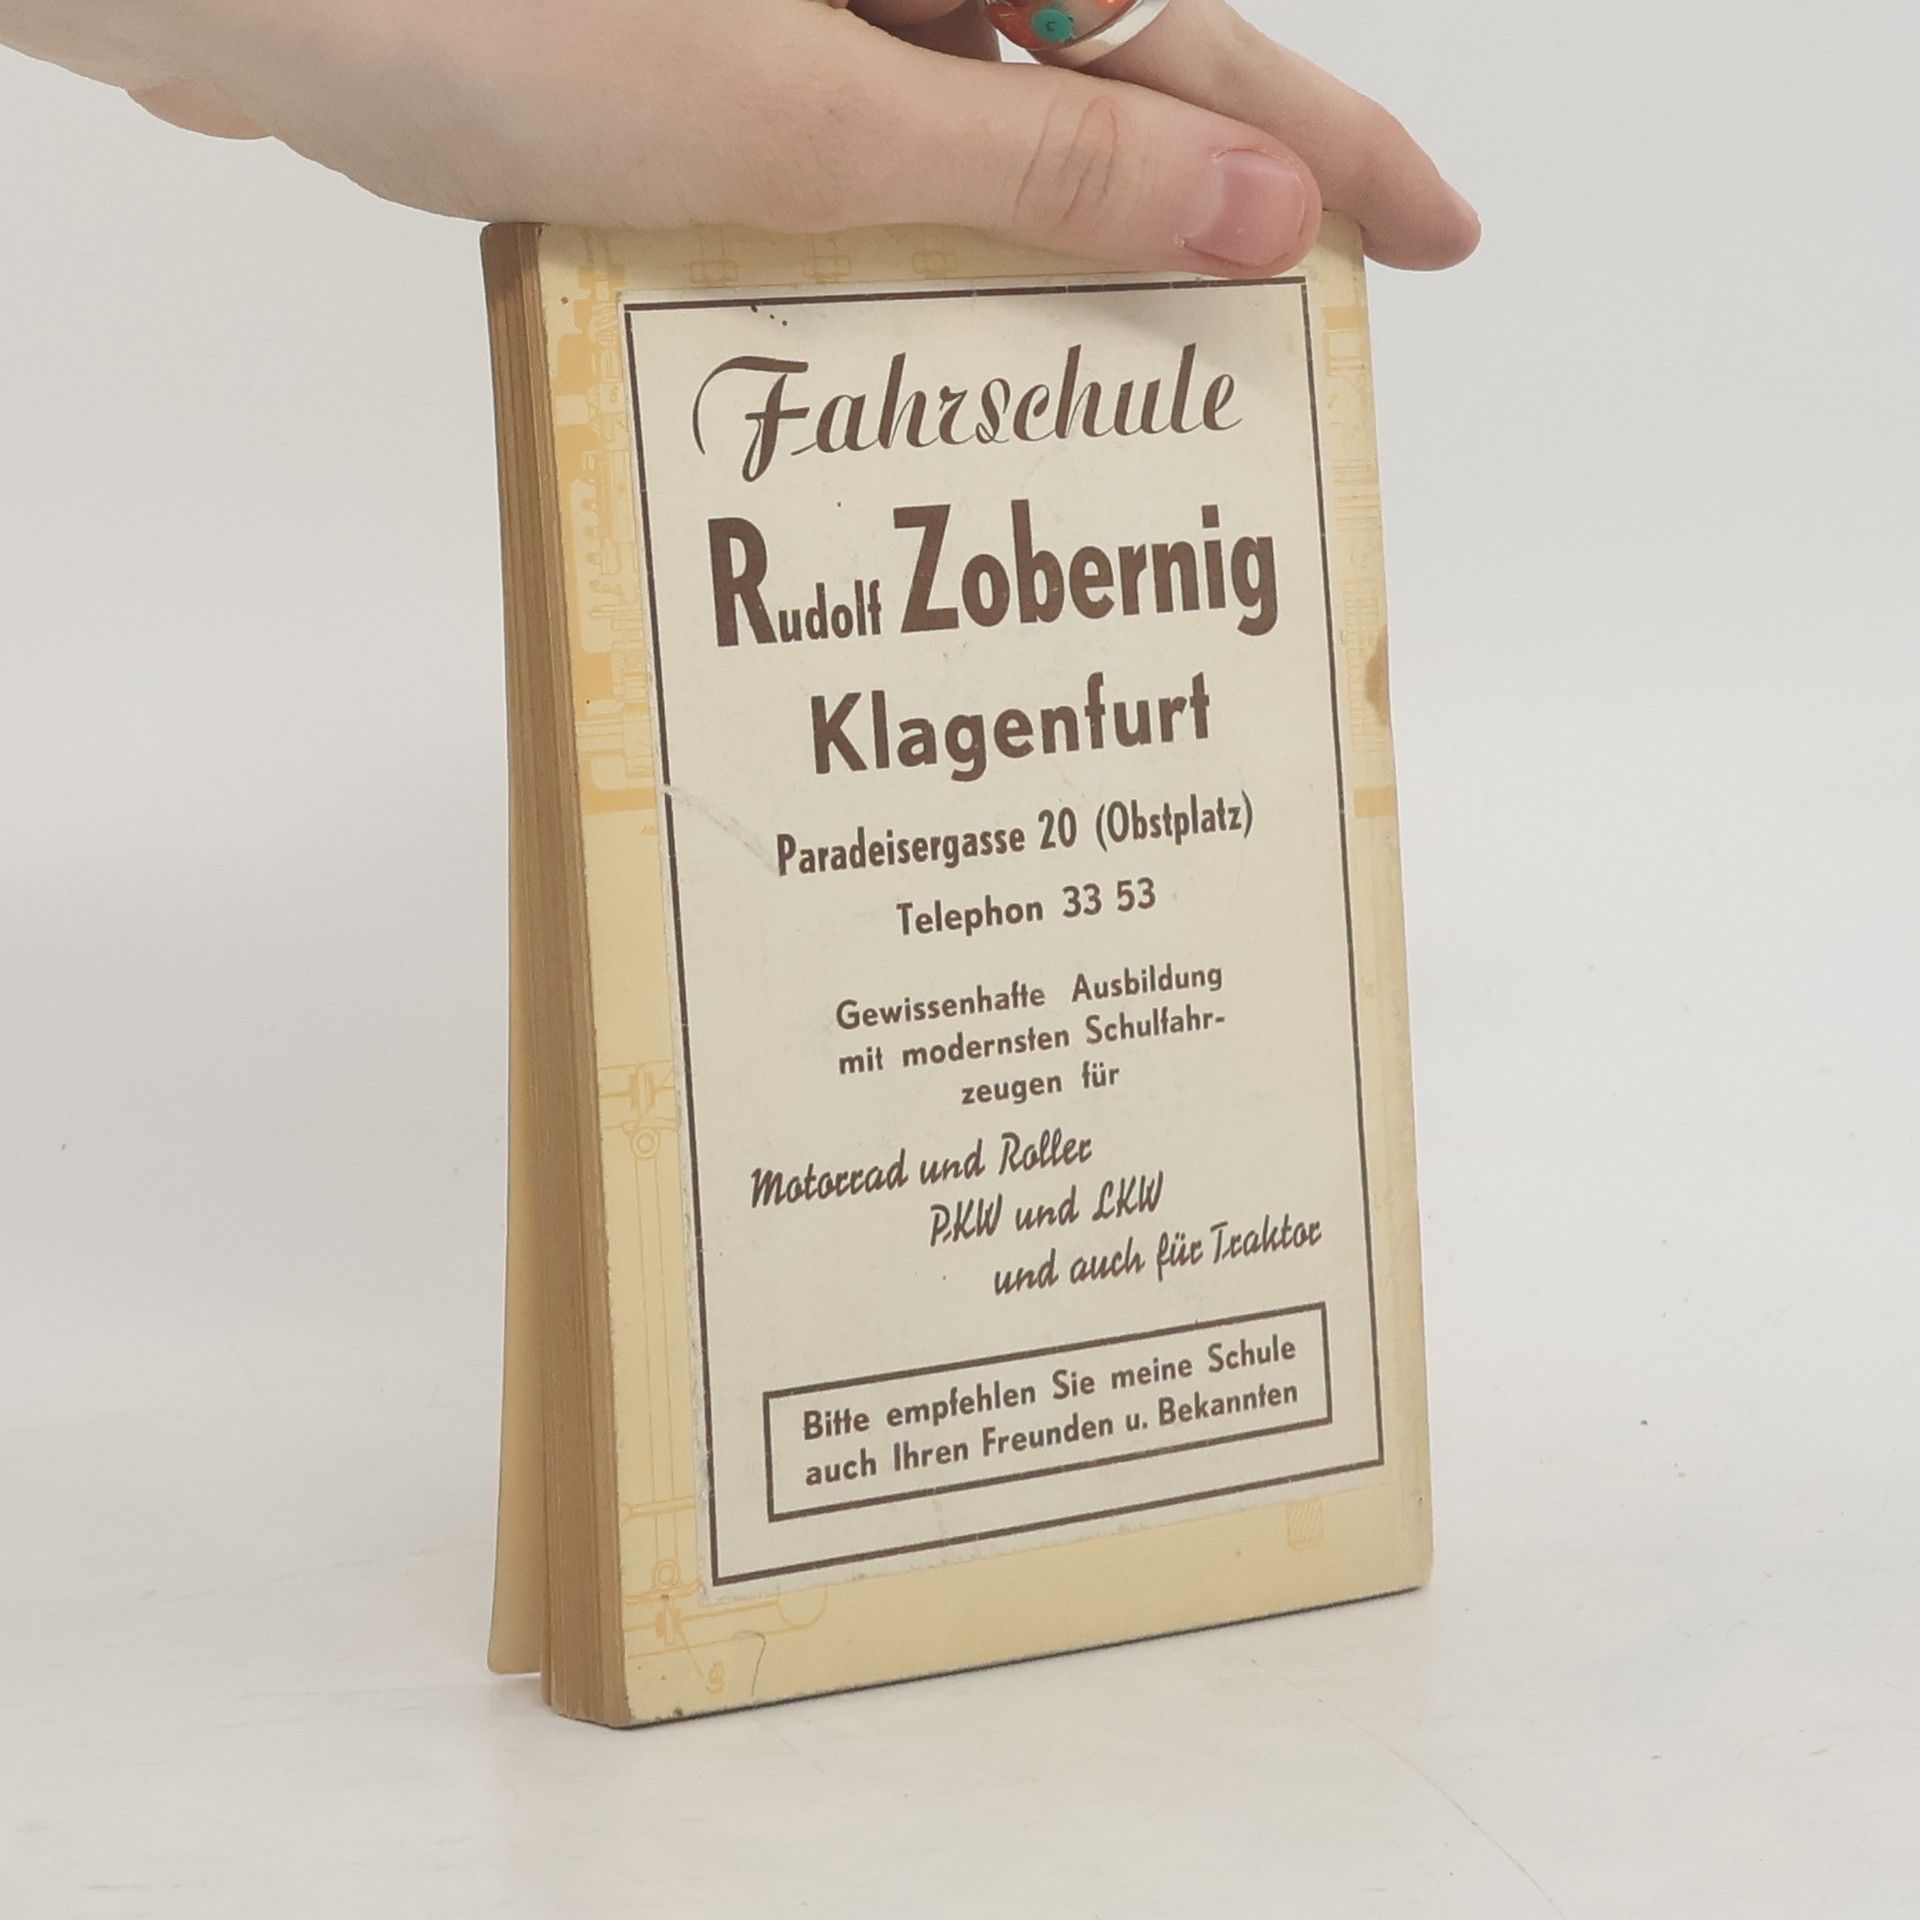 Fahrschule
Rudolf Zobernig
Klagenfurt
Paradeisergasse 20 (Obstplatz)
Telephon 33 53
Gewissenhafte Ausbildung
mit modernsten Schulfahr-
zeugen für
Motorrad und Roller
PKW und LKW
und auch für Traktor
Bitte empfehlen Sie meine Schule
auch Ihren Freunden u. Bekannten